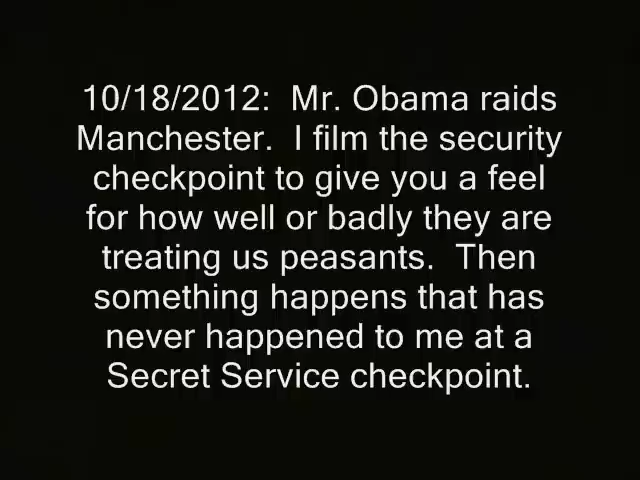 10/18/2012:  Mr. Obama raids
Manchester.  I film the security
checkpoint to give you a feel
for how well or badly they are
treating us peasants.  Then
something happens that has
never happened to me at a
Secret Service checkpoint.